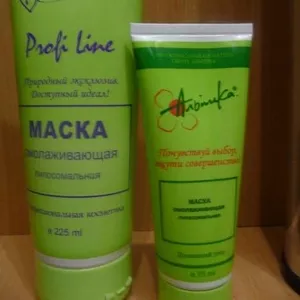 Profi Line
Природный эксклюзив.
Доступный идеал!
МАСКА
омолаживающая
липосомальная
профессиональная косметика
в 225 ml
Альпика
Почувствуй выбор,
ощути совершенство
МАСКА
омолаживающая
липосомальная